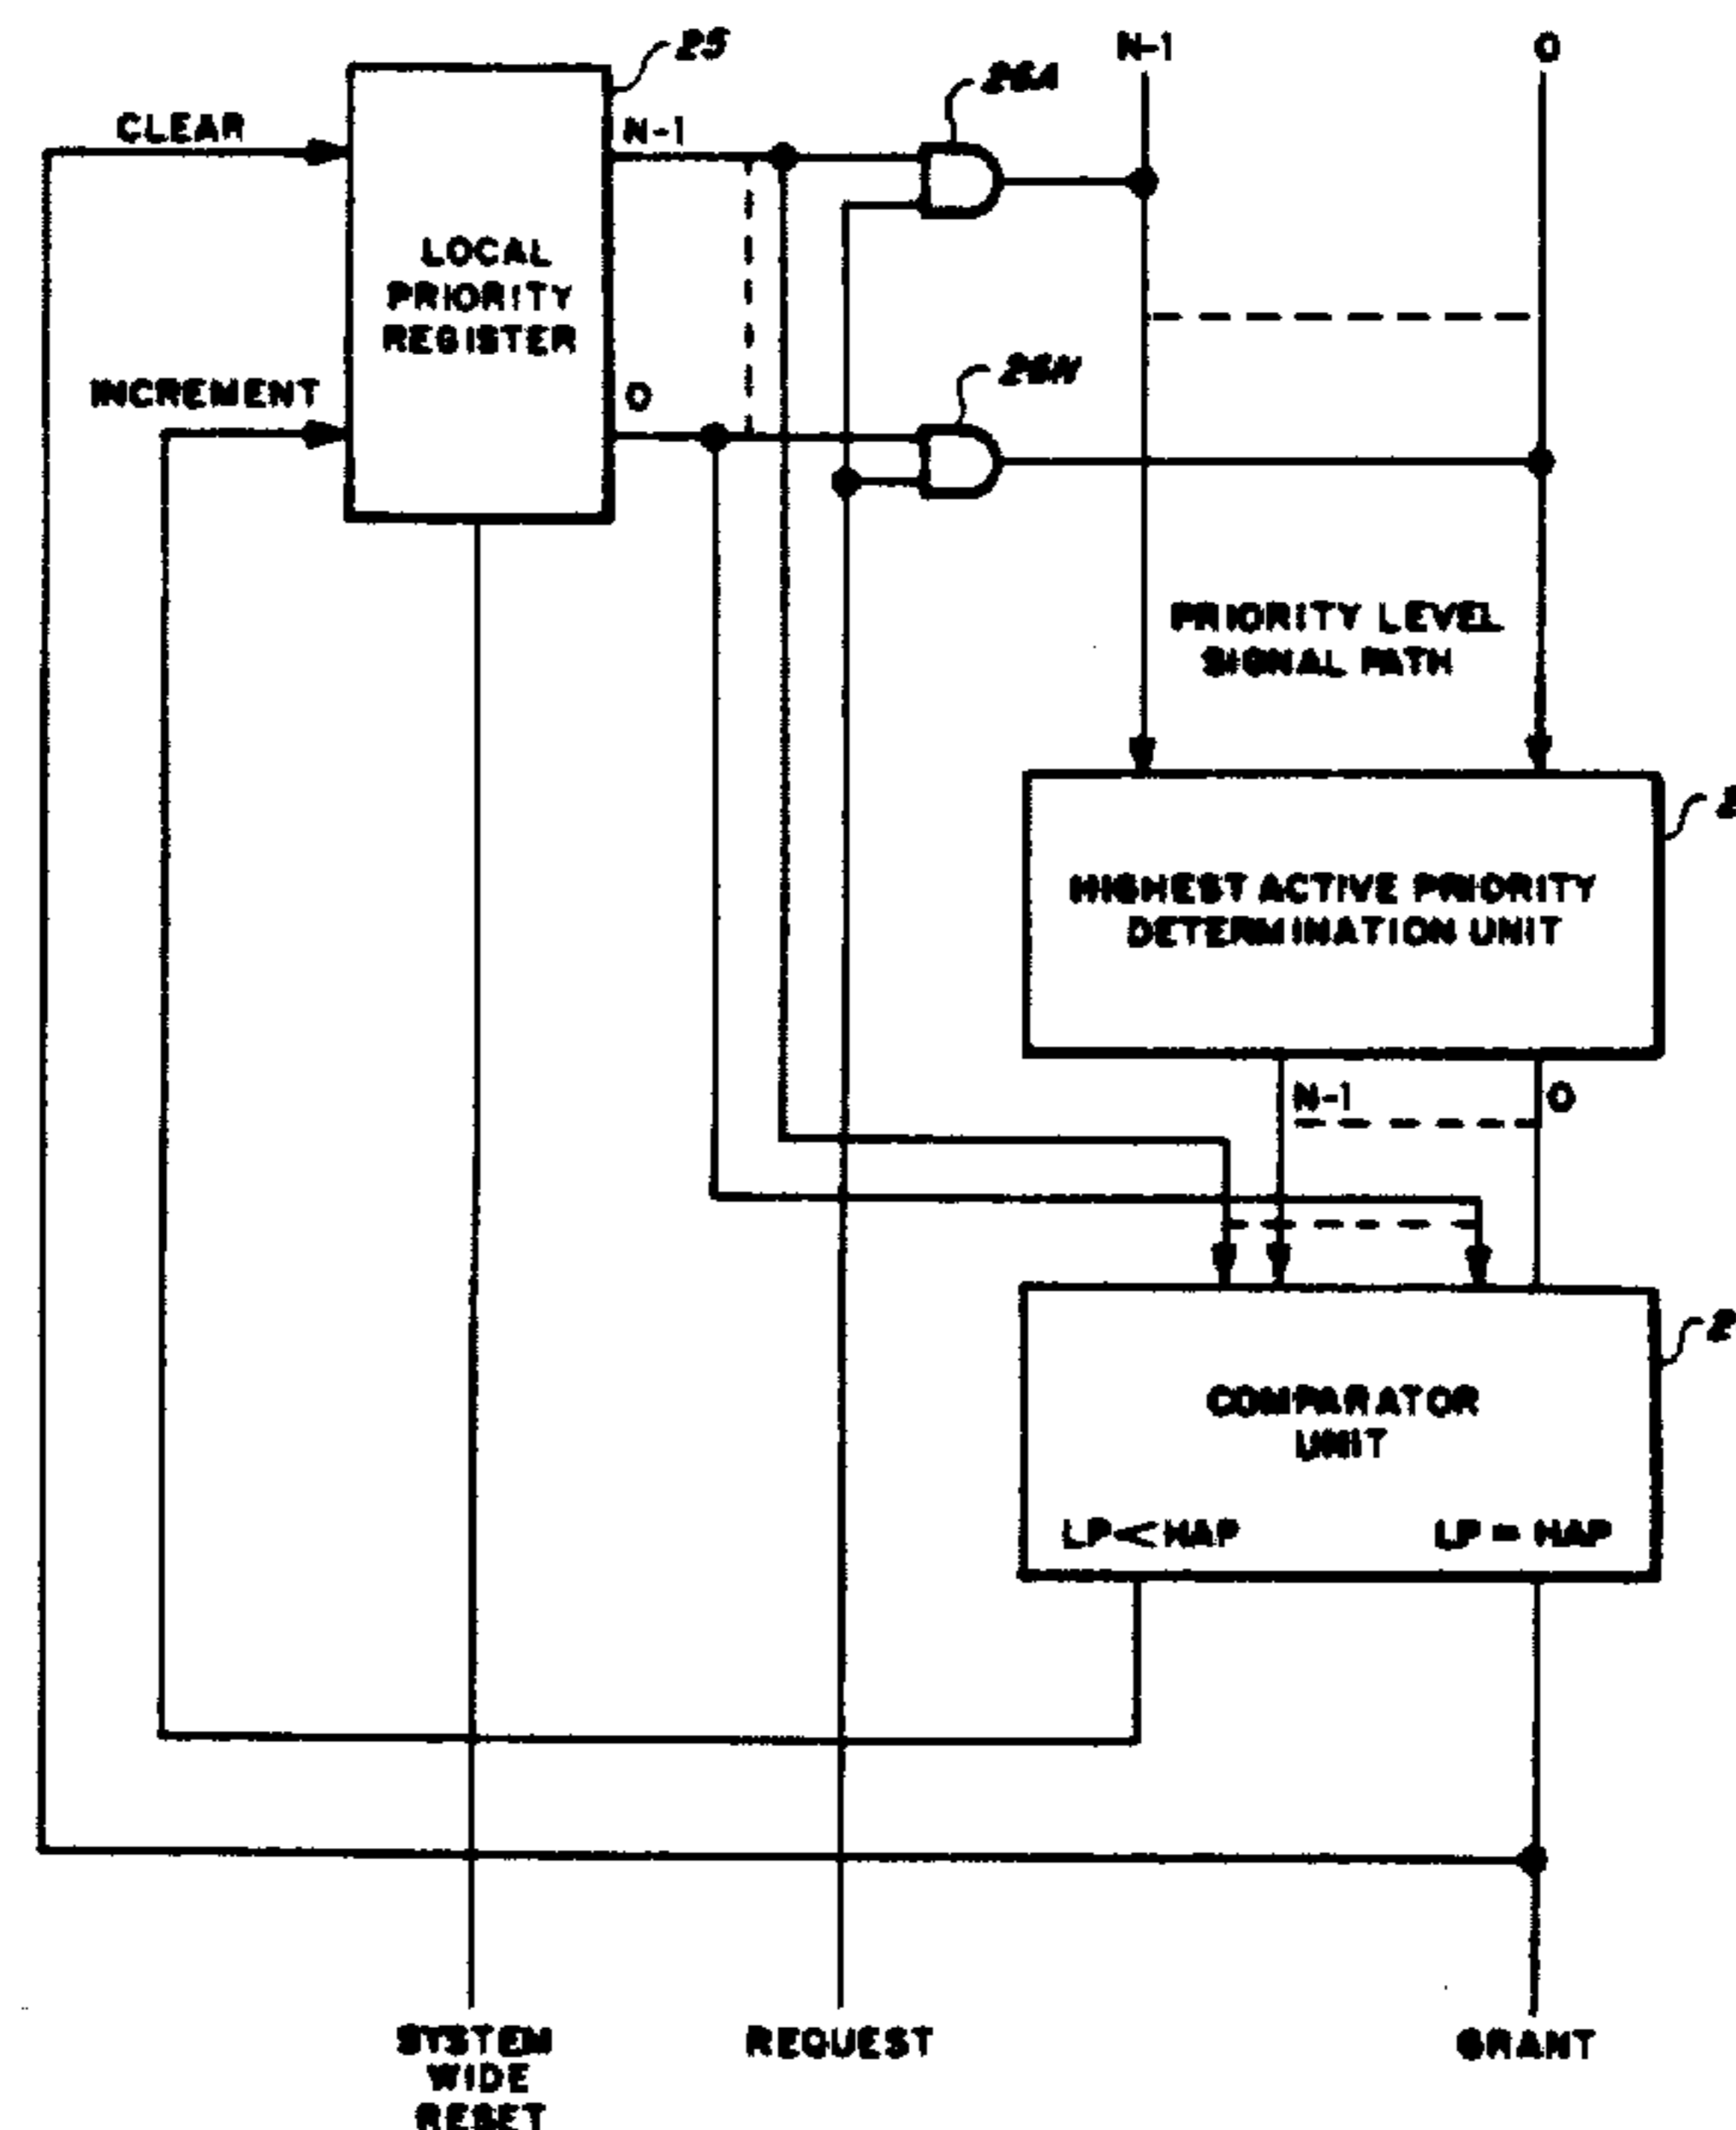 25
26A
N-1
0
CLEAR
N-1
LOCAL
PRIORITY
REGISTER
26N
INCREMENT
0
PRIORITY LEVEL
SIGNAL PATH
HIGHEST ACTIVE PRIORITY
DETERMINATION UNIT
N-1
0
COMPARATOR
UNIT
LP<HAP
LP = HAP
SYSTEM
WIDE
RESET
REQUEST
GRANT